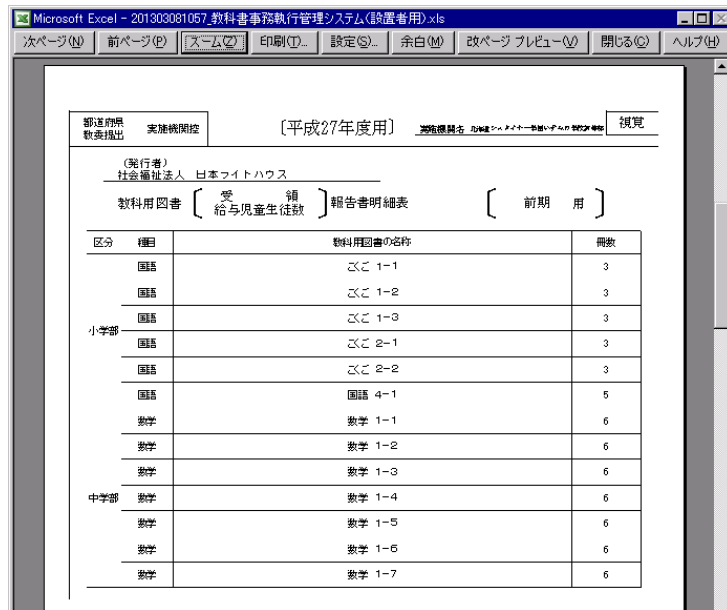 Microsoft Excel - 201303081057_教科書事務執行管理システム(設置者用).xls
次ページ(N) 前ページ(P) ズーム(Z) 印刷(T)... 設定(S)... 余白(M) 改ページ プレビュー(V) 閉じる(C) ヘルプ(H)
都道府県
教委提出
実施機関控
〔平成27年度用〕
実施機関名
視覚
(発行者)
社会福祉法人 日本ライトハウス
教科用図書 〔 受領 給与児童生徒数 〕 報告書明細表 〔 前期 用 〕
区分 種目 教科用図書の名称 冊数
国語 こくご 1-1 3
国語 こくご 1-2 3
国語 こくご 1-3 3
小学部
国語 こくご 2-1 3
国語 こくご 2-2 3
国語 国語 4-1 5
数学 数学 1-1 6
数学 数学 1-2 6
数学 数学 1-3 6
中学部 数学 数学 1-4 6
数学 数学 1-5 6
数学 数学 1-6 6
数学 数学 1-7 6